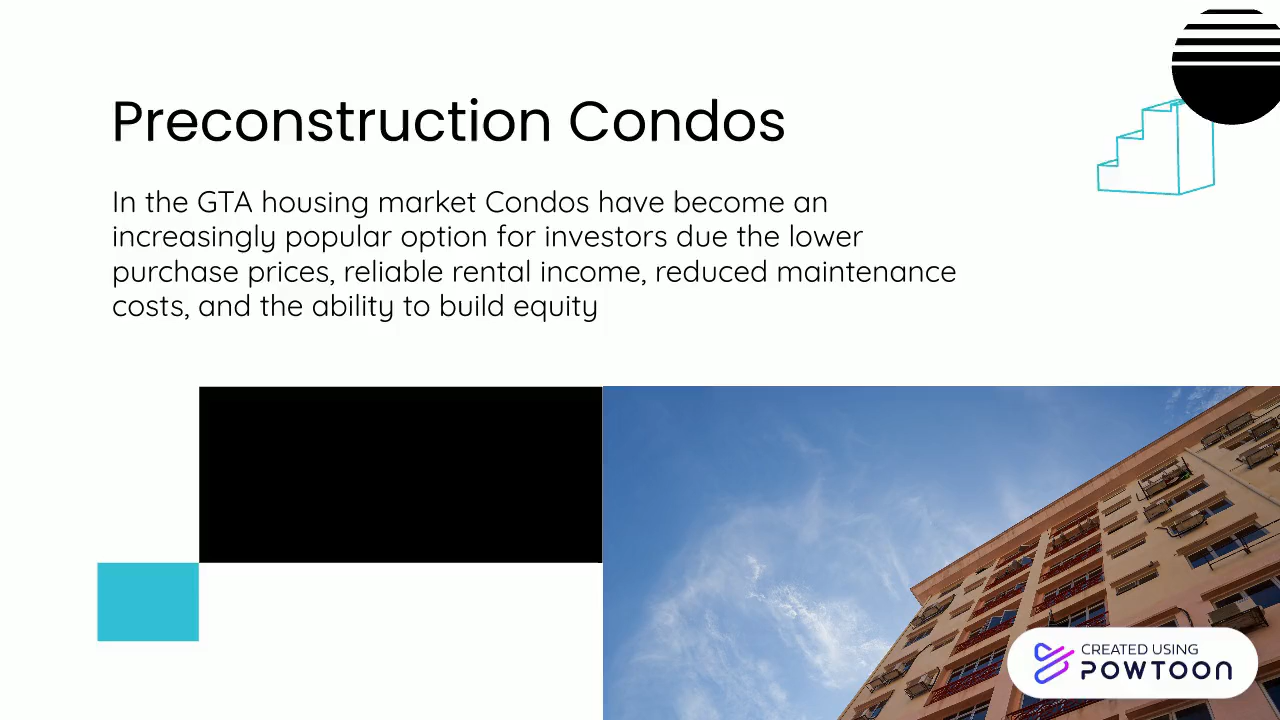 Preconstruction Condos
In the GTA housing market Condos have become an
increasingly popular option for investors due the lower
purchase prices, reliable rental income, reduced maintenance
costs, and the ability to build equity
CREATED USING
POWTOON